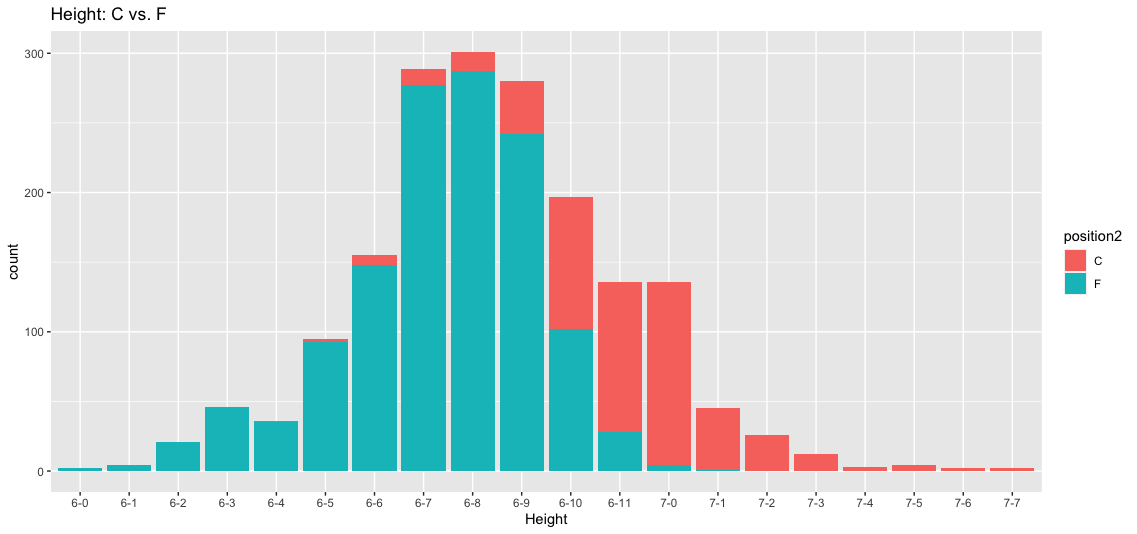 Height: C vs. F
300
200
100
0
count
6-0 6-1 6-2 6-3 6-4 6-5 6-6 6-7 6-8 6-9 6-10 6-11 7-0 7-1 7-2 7-3 7-4 7-5 7-6 7-7
Height
position2
C
F